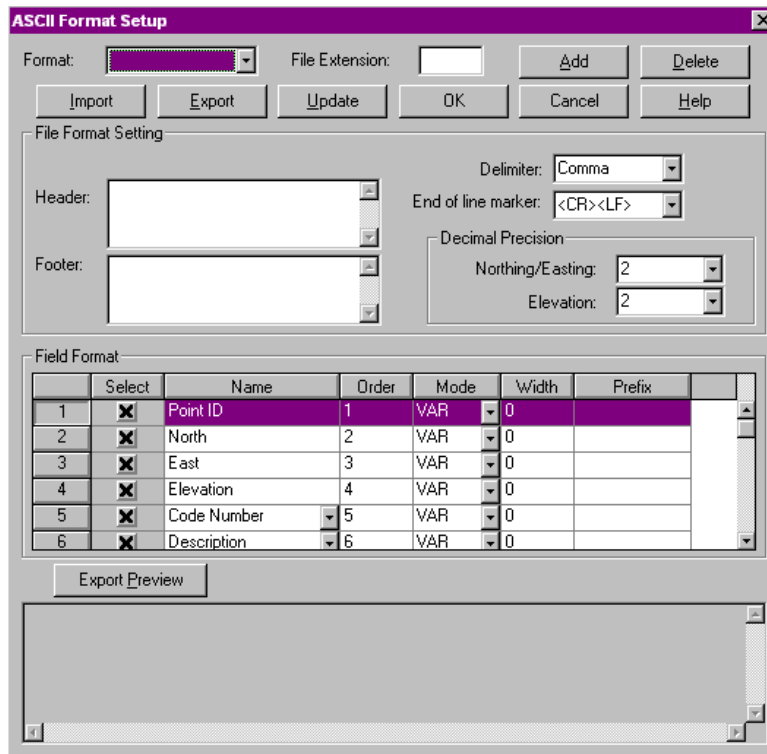 ASCII Format Setup
Format: File Extension: Add Delete
Import Export Update OK Cancel Help
File Format Setting
Delimiter: Comma
Header: End of line marker: <CR><LF>
Decimal Precision
Footer: Northing/Easting: 2
Elevation: 2
Field Format
Select Name Order Mode Width Prefix
1 Point ID 1 VAR 0
2 North 2 VAR 0
3 East 3 VAR 0
4 Elevation 4 VAR 0
5 Code Number 5 VAR 0
6 Description 6 VAR 0
Export Preview